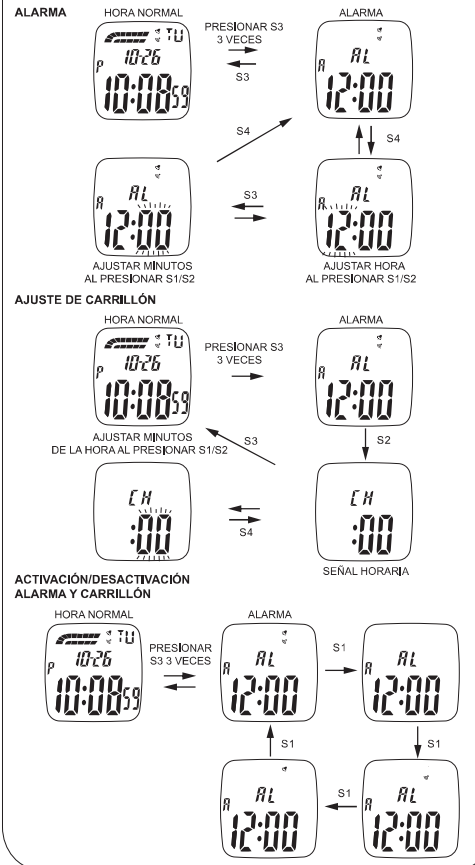 ALARMA
HORA NORMAL
PRESIONAR S3
3 VECES
S3
ALARMA
TU
P
10-26
10:08 59
AL
A
12:00
S4
S4
AL
A
12:00
S3
AL
A
12:00
AJUSTAR MINUTOS
AL PRESIONAR S1/S2
AJUSTAR HORA
AL PRESIONAR S1/S2
AJUSTE DE CARRILLÓN
HORA NORMAL
ALARMA
TU
P
10-26
10:08 59
PRESIONAR S3
3 VECES
AL
A
12:00
AJUSTAR MINUTOS
DE LA HORA AL PRESIONAR S1/S2
S3
S2
CH
:00
S4
CH
:00
SEÑAL HORARIA
ACTIVACIÓN/DESACTIVACIÓN
ALARMA Y CARRILLÓN
HORA NORMAL
ALARMA
TU
P
10-26
10:08 59
PRESIONAR
S3 3 VECES
AL
A
12:00
S1
AL
A
12:00
S1
S1
AL
A
12:00
S1
AL
A
12:00